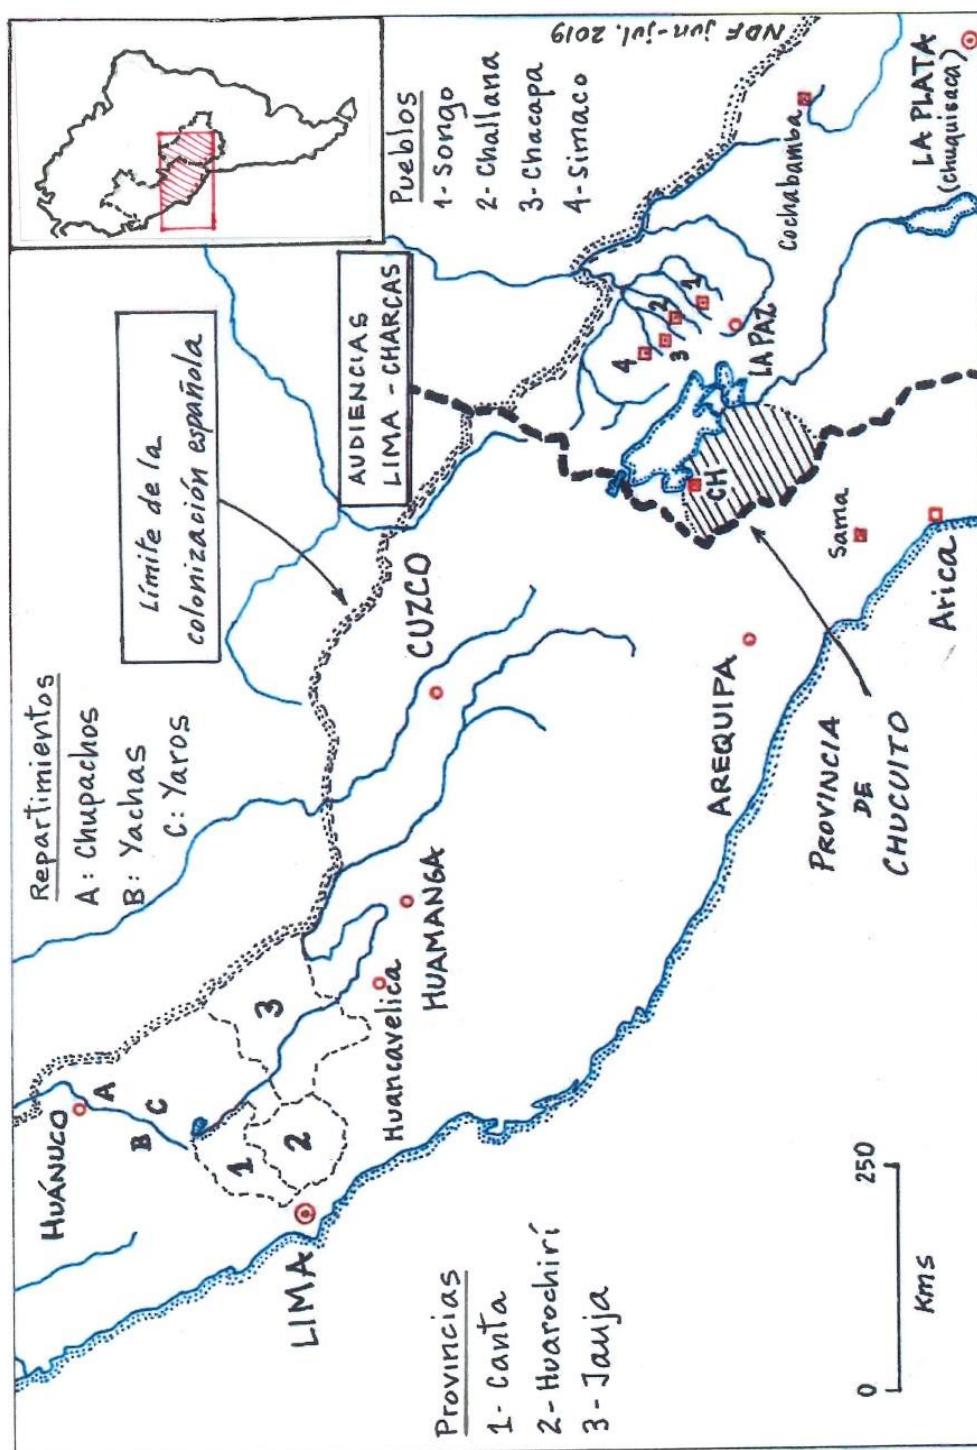 Repartimientos
A: Chupachos
B: Yachas
C: Yaros
Límite de la
colonización española
AUDIENCIAS
LIMA - CHARCAS
Pueblos
1- Songo
2- Challana
3- Chacapa
4- Simaco
NDF jun-jul. 2019
HUÁNUCO
A
B
C
1
2
3
LIMA
Huancavelica
HUAMANGA
CUZCO
AREQUIPA
4
3
2
1
LA PAZ
CH
Cochabamba
LA PLATA
(chuquisaca)
Sama
Arica
PROVINCIA
DE
CHUCUITO
Provincias
1- Canta
2- Huarochirí
3- Jauja
0
250
Kms